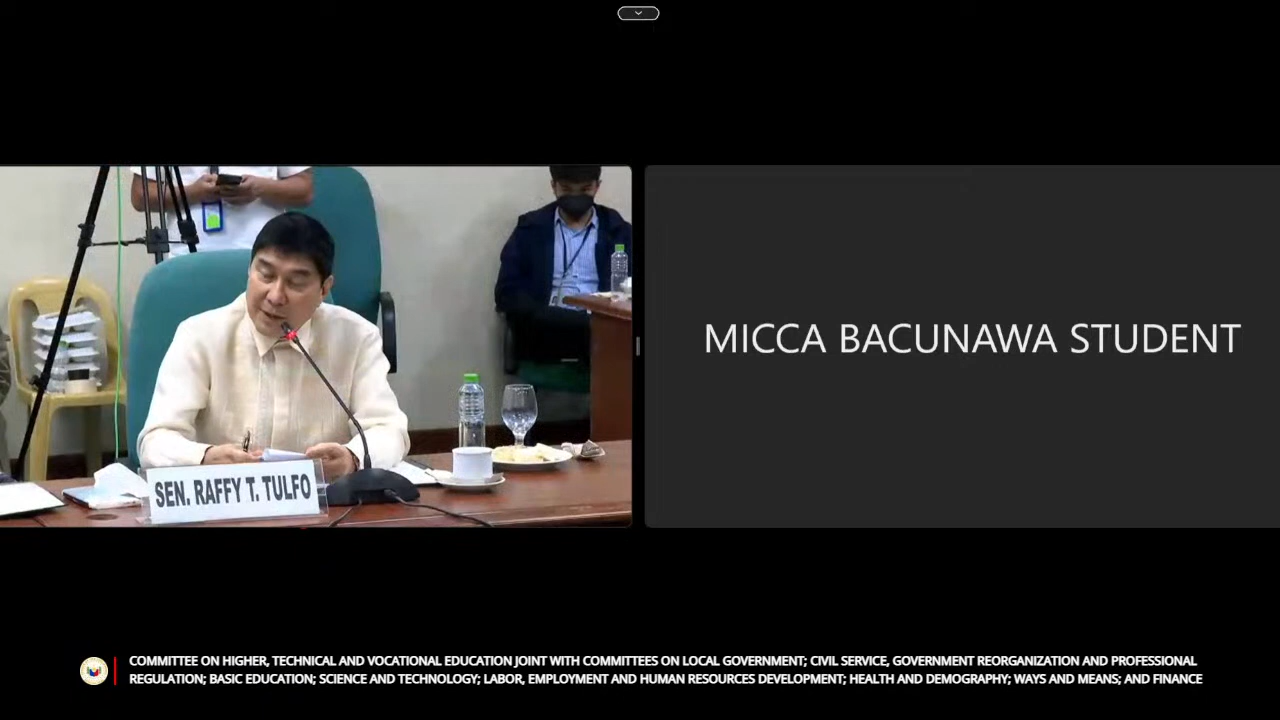 MICCA BACUNAWA STUDENT
SEN. RAFFY T. TULFO
COMMITTEE ON HIGHER, TECHNICAL AND VOCATIONAL EDUCATION JOINT WITH COMMITTEES ON LOCAL GOVERNMENT; CIVIL SERVICE, GOVERNMENT REORGANIZATION AND PROFESSIONAL
REGULATION; BASIC EDUCATION; SCIENCE AND TECHNOLOGY; LABOR, EMPLOYMENT AND HUMAN RESOURCES DEVELOPMENT; HEALTH AND DEMOGRAPHY; WAYS AND MEANS; AND FINANCE